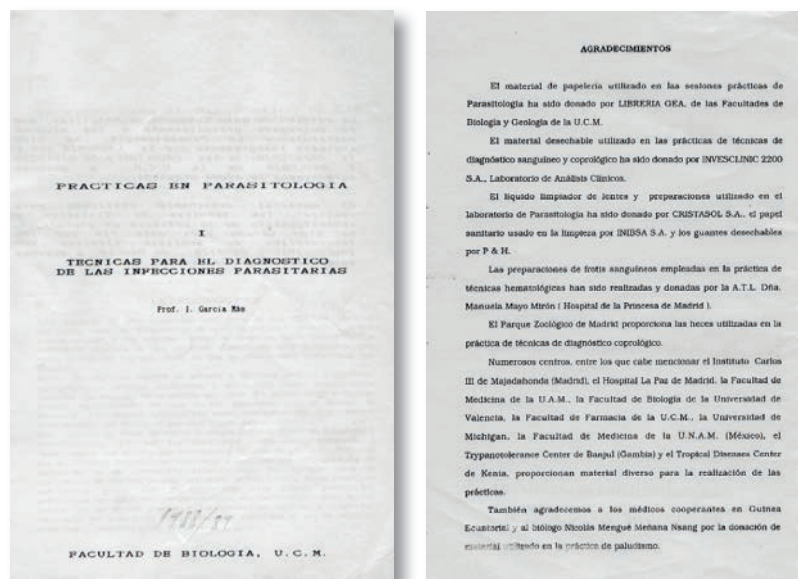 PRACTICAS EN PARASITOLOGIA
I
TECNICAS PARA EL DIAGNOSTICO
DE LAS INFECCIONES PARASITARIAS
Prof. I. García Más
1988/89
FACULTAD DE BIOLOGIA, U.C.M.
AGRADECIMIENTOS
El material de papelería utilizado en las sesiones prácticas de
Parasitología ha sido donado por LIBRERIA GEA, de las Facultades de
Biología y Geología de la U.C.M.
El material desechable utilizado en las prácticas de técnicas de
diagnóstico sanguíneo y coprológico ha sido donado por INVESCLINIC 2200
S.A., Laboratorio de Análisis Clínicos.
El líquido limpiador de lentes y preparaciones utilizado en el
laboratorio de Parasitología ha sido donado por CRISTASOL S.A., el papel
sanitario usado en la limpieza por INIBSA S.A. y los guantes desechables
por P & H.
Las preparaciones de frotis sanguíneos empleadas en la práctica de
técnicas hematológicas han sido realizadas y donadas por la A.T.L. Dña.
Manuela Mayo Mirón ( Hospital de la Princesa de Madrid ).
El Parque Zoológico de Madrid proporciona las heces utilizadas en la
práctica de técnicas de diagnóstico coprológico.
Numerosos centros, entre los que cabe mencionar el Instituto Carlos
III de Majadahonda (Madrid), el Hospital La Paz de Madrid, la Facultad de
Medicina de la U.A.M., la Facultad de Biología de la Universidad de
Valencia, la Facultad de Farmacia de la U.C.M., la Universidad de
Michigan, la Facultad de Medicina de la U.N.A.M. (México), el
Trypanotolerance Center de Banjul (Gambia) y el Tropical Diseases Center
de Kenia, proporcionan material diverso para la realización de las
prácticas.
También agradecemos a los médicos cooperantes en Guinea
Ecuatorial y al biólogo Nicolás Mengué Meñana Nsang por la donación de
material utilizado en la práctica de paludismo.